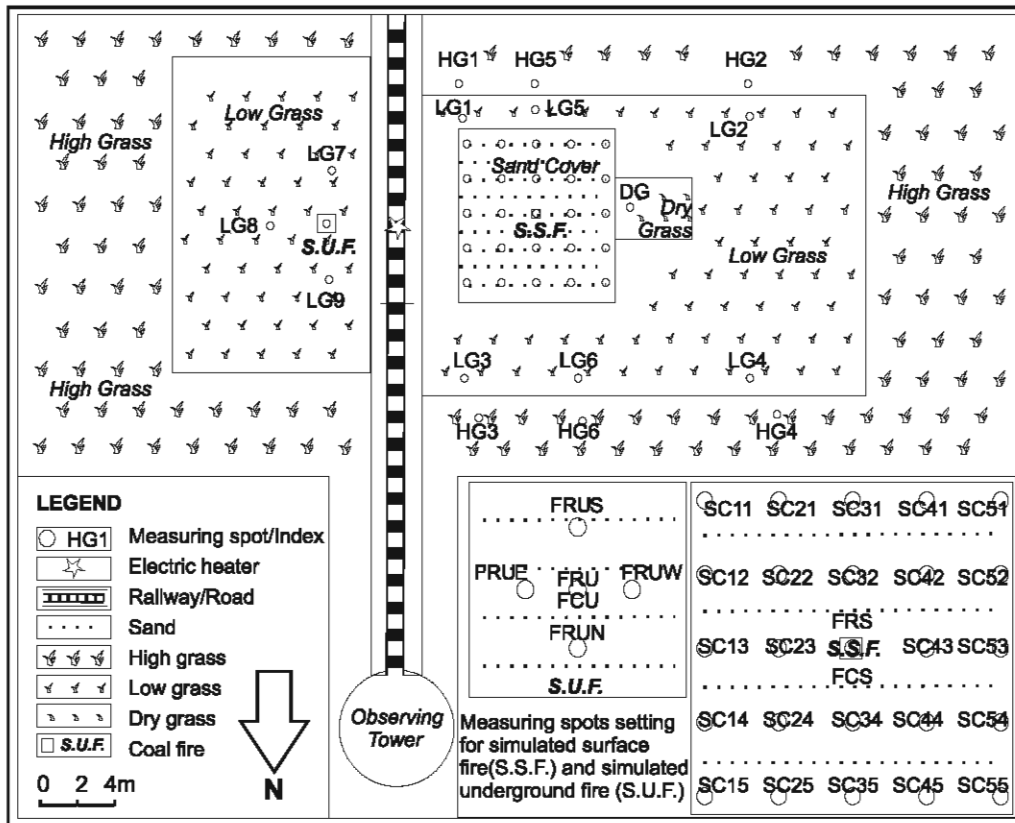 HG1 HG5 HG2
LG1 LG5 LG2
Low Grass
High Grass
LG7
Sand Cover
High Grass
LG8
S.U.F.
DG
Dry
Grass
S.S.F.
Low Grass
LG9
LG3 LG6 LG4
High Grass
HG3 HG6 HG4
LEGEND
HG1 Measuring spot/Index
Electric heater
Railway/Road
Sand
High grass
Low grass
Dry grass
S.U.F. Coal fire
0 2 4m
N
Observing
Tower
FRUS
PRUE FRU FRUW
FCU
FRUN
S.U.F.
Measuring spots setting
for simulated surface
fire(S.S.F.) and simulated
underground fire (S.U.F.)
SC11 SC21 SC31 SC41 SC51
SC12 SC22 SC32 SC42 SC52
FRS
SC13 SC23 S.S.F. SC43 SC53
FCS
SC14 SC24 SC34 SC44 SC54
SC15 SC25 SC35 SC45 SC55